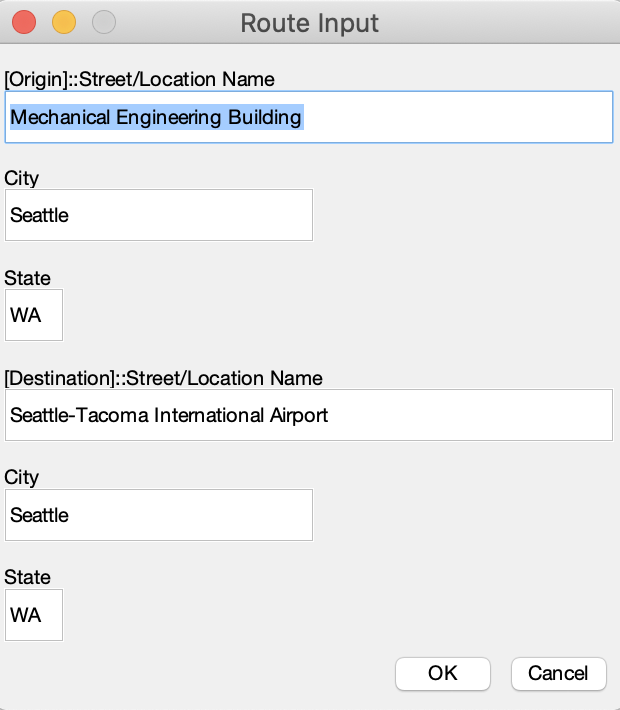 Route Input
[Origin]::Street/Location Name
Mechanical Engineering Building
City
Seattle
State
WA
[Destination]::Street/Location Name
Seattle-Tacoma International Airport
City
Seattle
State
WA
OK Cancel